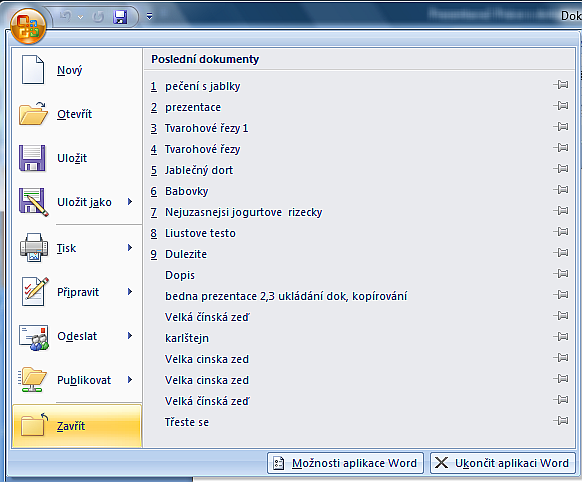 Dok
Nový
Otevřít
Uložit
Uložit jako
Tisk
Připravit
Odeslat
Publikovat
Zavřít
Poslední dokumenty
1 pečení s jablky
2 prezentace
3 Tvarohové řezy 1
4 Tvarohové řezy
5 Jablečný dort
6 Babovky
7 Nejuzasnejsi jogurtove rizecky
8 Liustove testo
9 Dulezite
Dopis
bedna prezentace 2,3 ukládání dok, kopírování
Velká čínská zeď
karlštejn
Velka cinska zed
Velka cinska zed
Velká čínská zeď
Třeste se
Možnosti aplikace Word
Ukončit aplikaci Word